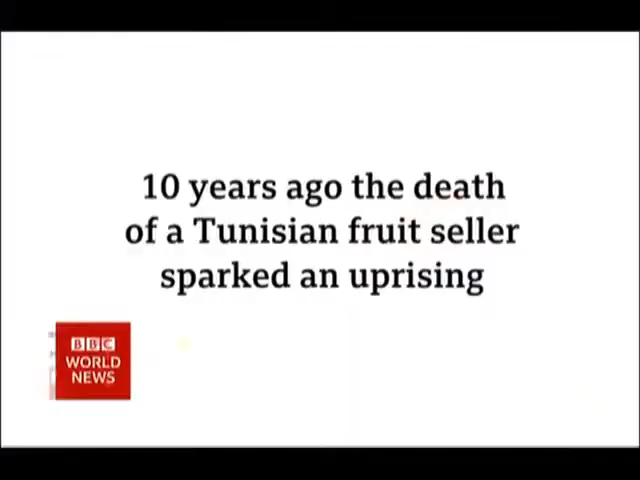 10 years ago the death
of a Tunisian fruit seller
sparked an uprising
BBC
WORLD
NEWS